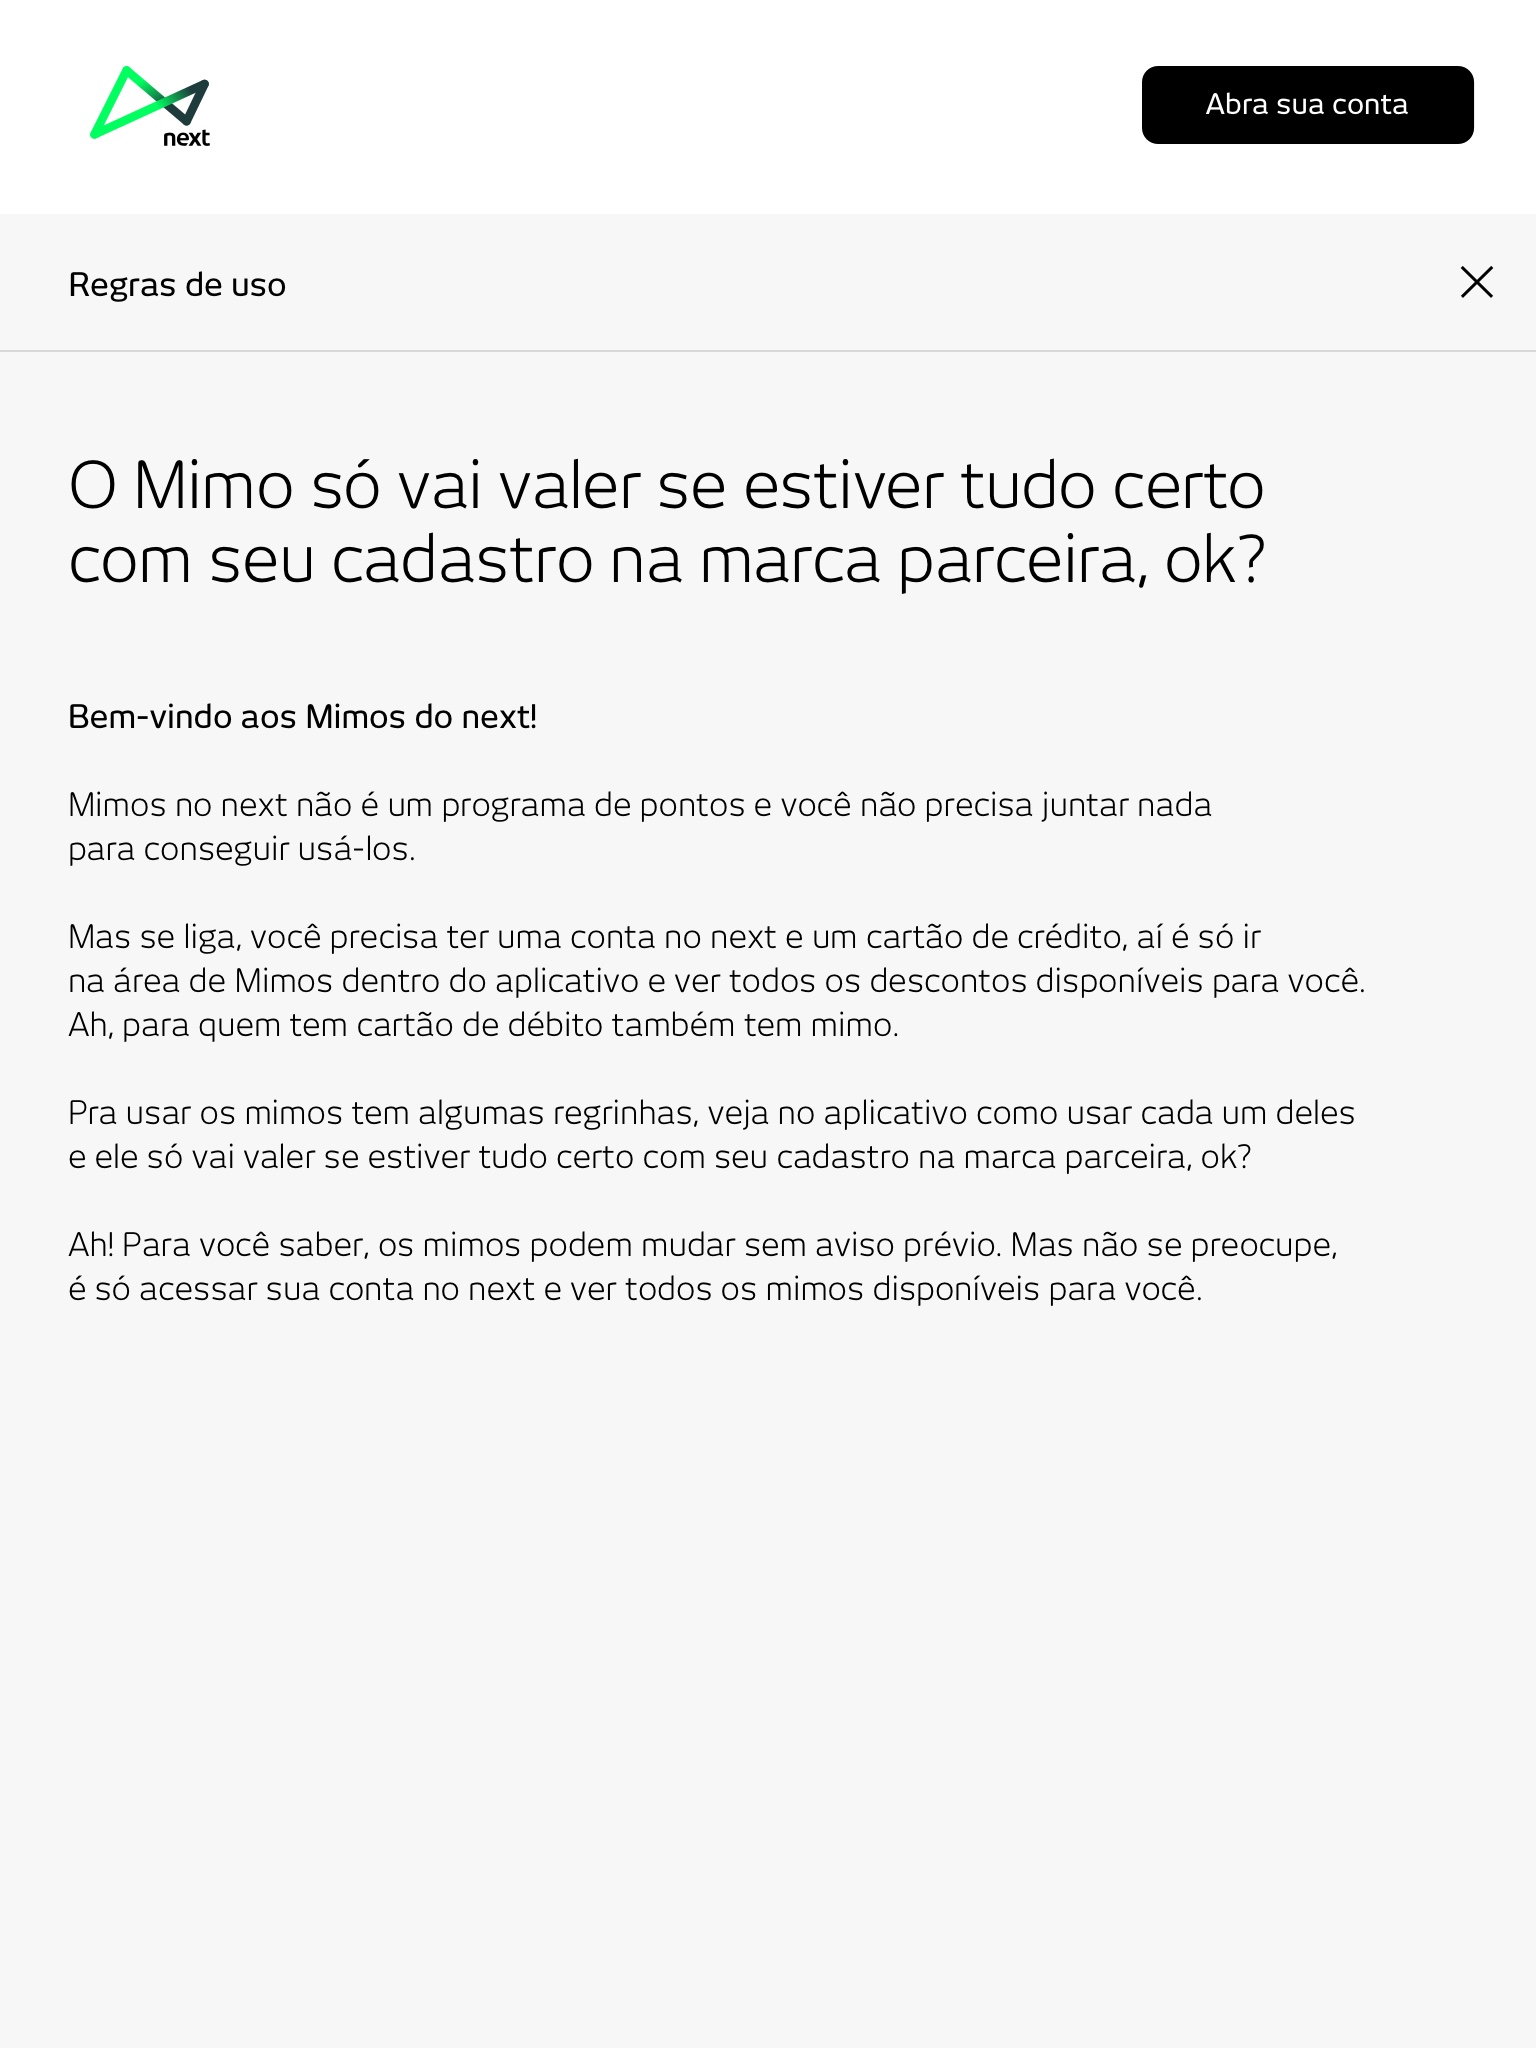 next
Abra sua conta
Regras de uso
O Mimo só vai valer se estiver tudo certo
com seu cadastro na marca parceira, ok?
Bem-vindo aos Mimos do next!
Mimos no next não é um programa de pontos e você não precisa juntar nada
para conseguir usá-los.
Mas se liga, você precisa ter uma conta no next e um cartão de crédito, aí é só ir
na área de Mimos dentro do aplicativo e ver todos os descontos disponíveis para você.
Ah, para quem tem cartão de débito também tem mimo.
Pra usar os mimos tem algumas regrinhas, veja no aplicativo como usar cada um deles
e ele só vai valer se estiver tudo certo com seu cadastro na marca parceira, ok?
Ah! Para você saber, os mimos podem mudar sem aviso prévio. Mas não se preocupe,
é só acessar sua conta no next e ver todos os mimos disponíveis para você.